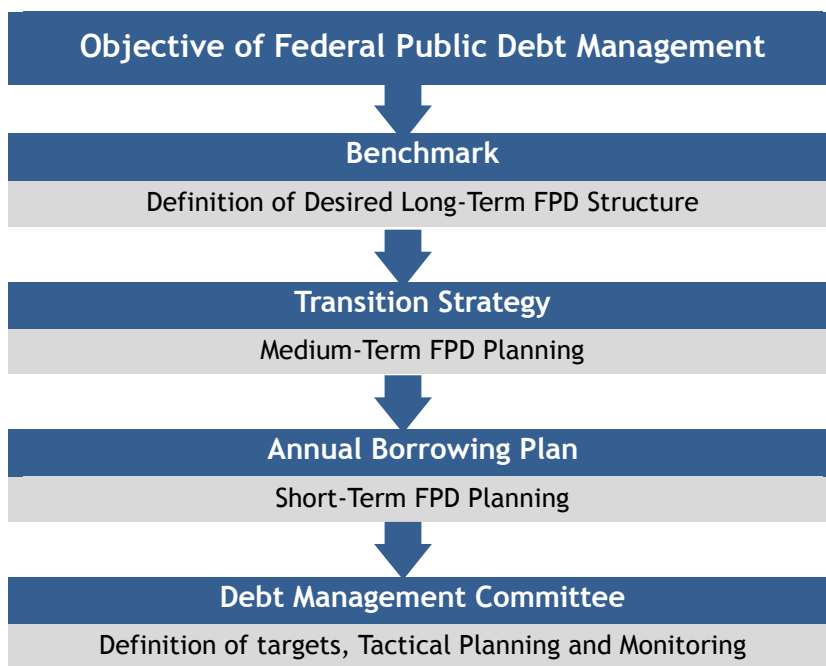 Objective of Federal Public Debt Management
Benchmark
Definition of Desired Long-Term FPD Structure
Transition Strategy
Medium-Term FPD Planning
Annual Borrowing Plan
Short-Term FPD Planning
Debt Management Committee
Definition of targets, Tactical Planning and Monitoring